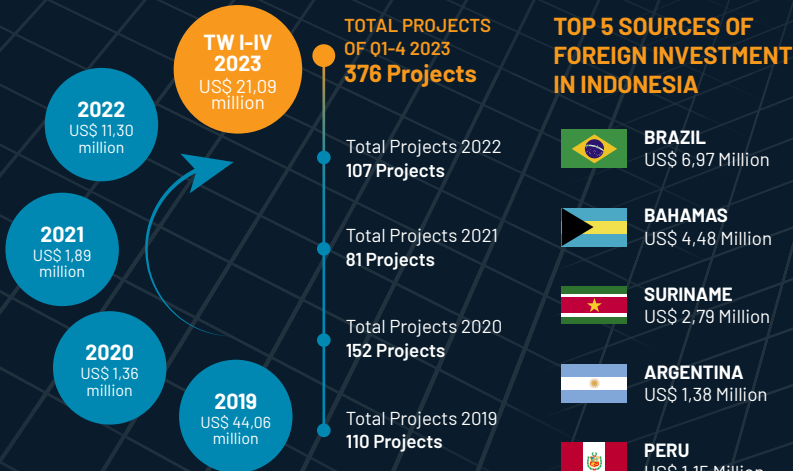 TW I-IV
2023
US$ 21,09
million
2022
US$ 11,30
million
2021
US$ 1,89
million
2020
US$ 1,36
million
2019
US$ 44,06
million
TOTAL PROJECTS
OF Q1-4 2023
376 Projects
Total Projects 2022
107 Projects
Total Projects 2021
81 Projects
Total Projects 2020
152 Projects
Total Projects 2019
110 Projects
TOP 5 SOURCES OF
FOREIGN INVESTMENT
IN INDONESIA
BRAZIL
US$ 6,97 Million
BAHAMAS
US$ 4,48 Million
SURINAME
US$ 2,79 Million
ARGENTINA
US$ 1,38 Million
PERU
US$ 1,15 Million